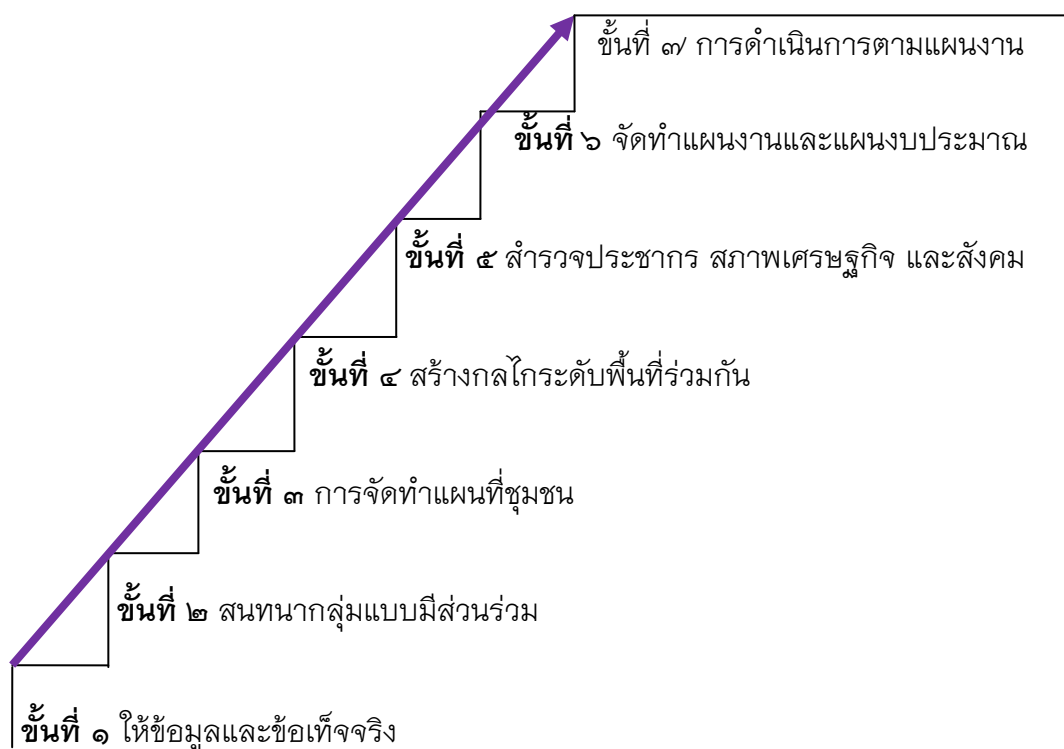 ขั้นที่ ๗ การดำเนินการตามแผนงาน
ขั้นที่ ๖ จัดทำแผนงานและแผนงบประมาณ
ขั้นที่ ๕ สำรวจประชากร สภาพเศรษฐกิจ และสังคม
ขั้นที่ ๔ สร้างกลไกระดับพื้นที่ร่วมกัน
ขั้นที่ ๓ การจัดทำแผนที่ชุมชน
ขั้นที่ ๒ สนทนากลุ่มแบบมีส่วนร่วม
ขั้นที่ ๑ ให้ข้อมูลและข้อเท็จจริง